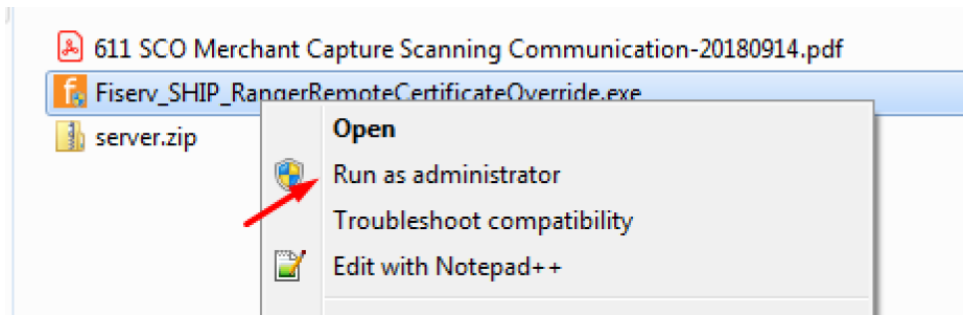 611 SCO Merchant Capture Scanning Communication-20180914.pdf
Fiserv_SHIP_RangerRemoteCertificateOverride.exe
server.zip
Open
Run as administrator
Troubleshoot compatibility
Edit with Notepad++